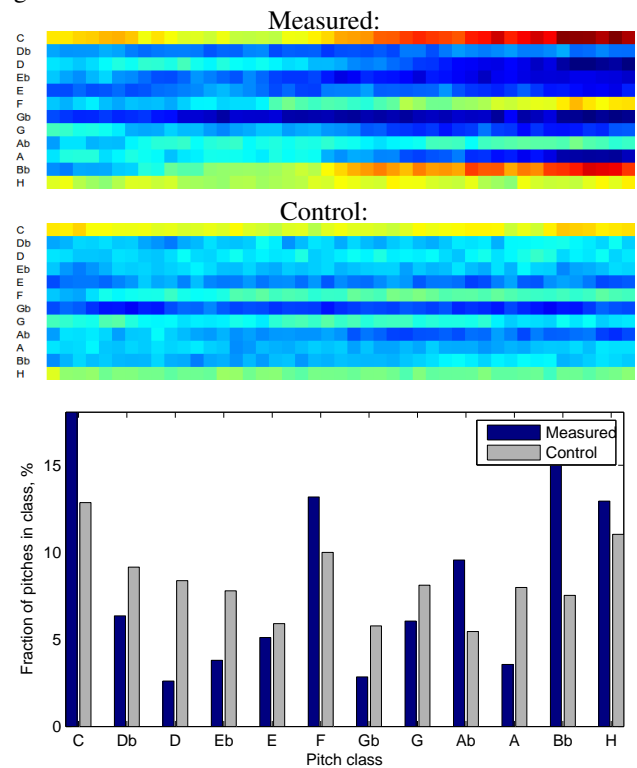 g
Measured:
C
Db
D
Eb
E
F
Gb
G
Ab
A
Bb
H
Control:
C
Db
D
Eb
E
F
Gb
G
Ab
A
Bb
H
Measured
Control
15
10
5
0
Fraction of pitches in class, %
C Db D Eb E F Gb G Ab A Bb H
Pitch class